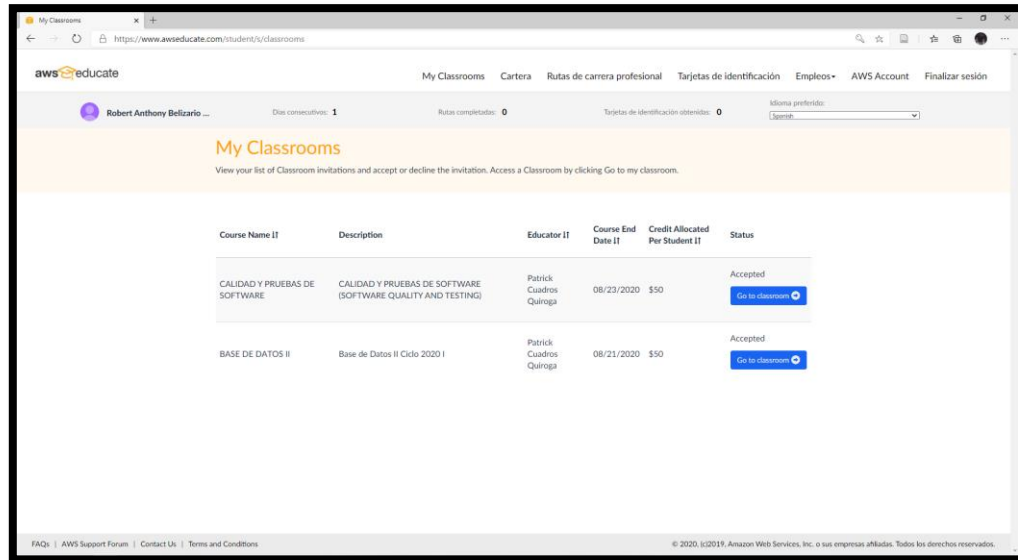 My Classrooms
https://www.awseducate.com/student/s/classrooms
aws educate
My Classrooms Cartera Rutas de carrera profesional Tarjetas de identificación Empleos AWS Account Finalizar sesión
Robert Anthony Belizario ... Días consecutivos: 1 Rutas completadas: 0 Tarjetas de identificación obtenidas: 0 Idioma preferido:
Spanish
My Classrooms
View your list of Classroom invitations and accept or decline the invitation. Access a Classroom by clicking Go to my classroom.
Course Name Description Educator Course End Date Credit Allocated Per Student Status
CALIDAD Y PRUEBAS DE
SOFTWARE
CALIDAD Y PRUEBAS DE SOFTWARE
(SOFTWARE QUALITY AND TESTING)
Patrick
Cuadros
Quiroga
08/23/2020 $50
Accepted
Go to classroom
BASE DE DATOS II
Base de Datos II Ciclo 2020 I
Patrick
Cuadros
Quiroga
08/21/2020 $50
Accepted
Go to classroom
FAQs | AWS Support Forum | Contact Us | Terms and Conditions
© 2020, (c)2019, Amazon Web Services, Inc. o sus empresas afiliadas. Todos los derechos reservados.